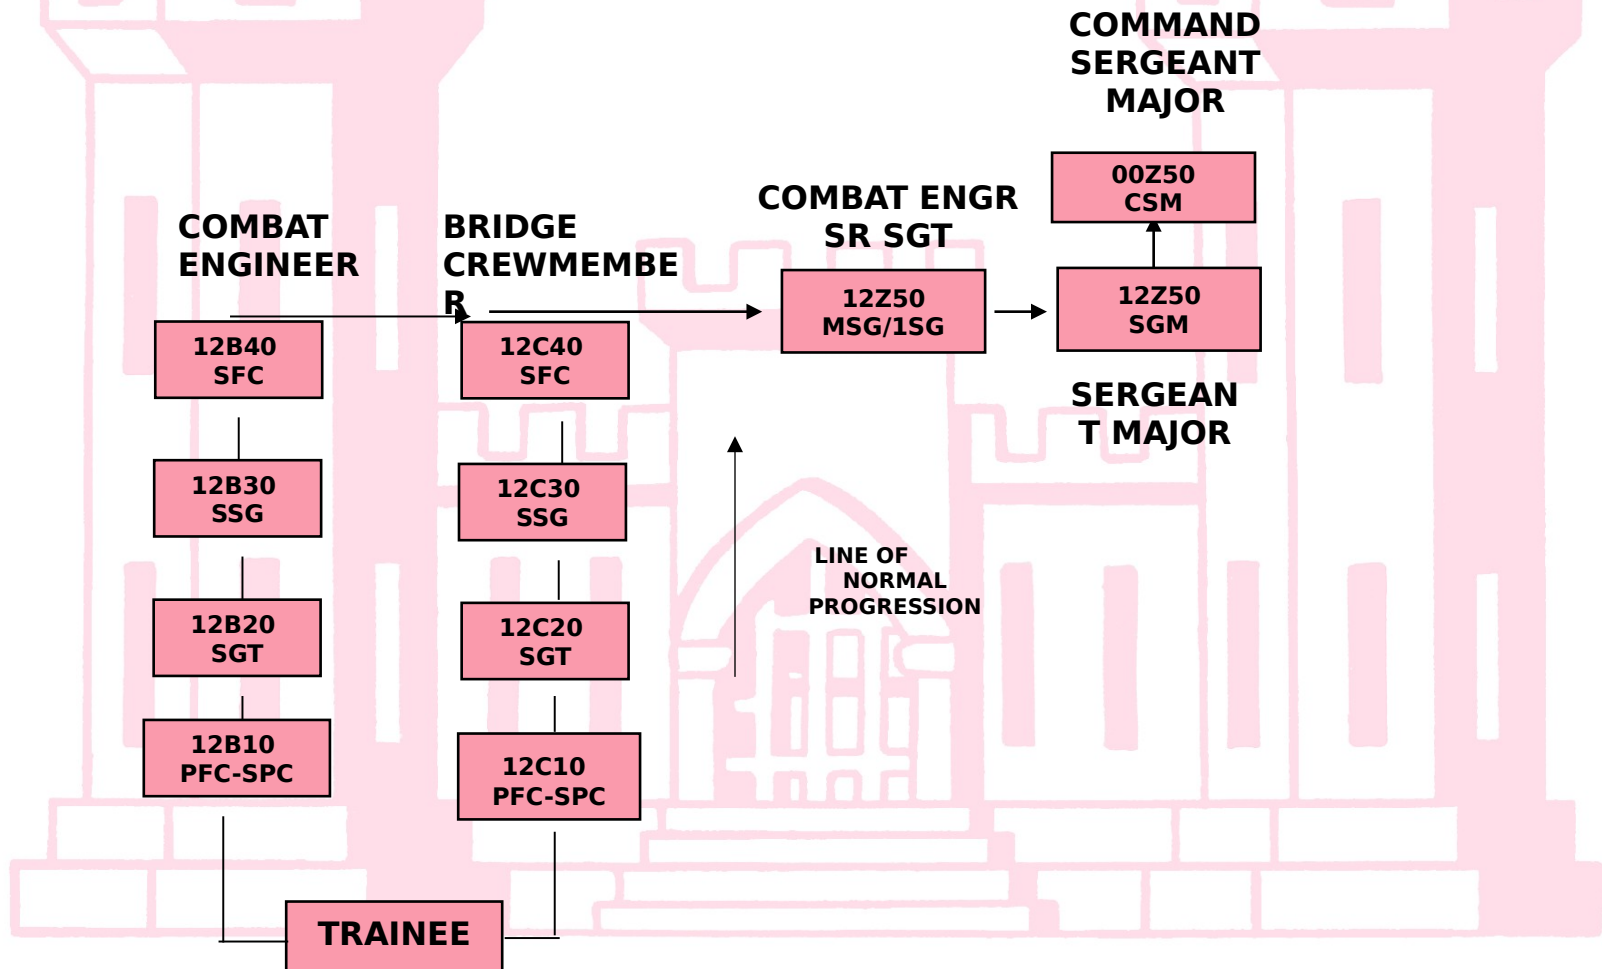 COMMAND
SERGEANT
MAJOR
00Z50
CSM
COMBAT ENGR
SR SGT
COMBAT
ENGINEER
BRIDGE
CREWMEMBE
R
12Z50
MSG/1SG
12Z50
SGM
12B40
SFC
12C40
SFC
SERGEAN
T MAJOR
12B30
SSG
12C30
SSG
LINE OF
NORMAL
PROGRESSION
12B20
SGT
12C20
SGT
12B10
PFC-SPC
12C10
PFC-SPC
TRAINEE